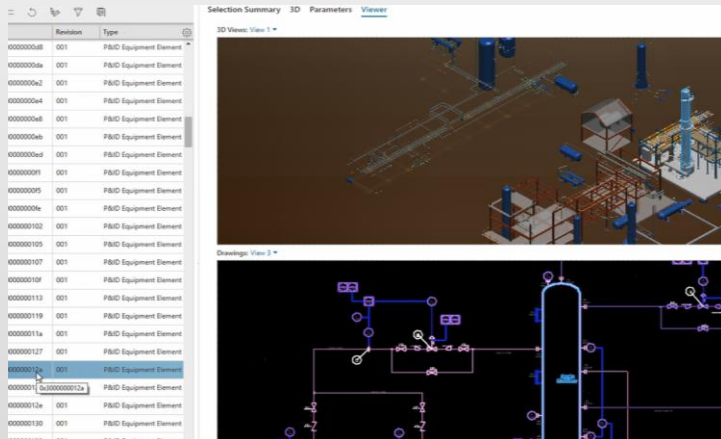 Selection Summary 3D Parameters Viewer
3D Views: View 1
Revision Type
00000000d8 001 P&ID Equipment Element
00000000da 001 P&ID Equipment Element
00000000e2 001 P&ID Equipment Element
00000000e4 001 P&ID Equipment Element
00000000e8 001 P&ID Equipment Element
00000000eb 001 P&ID Equipment Element
00000000ed 001 P&ID Equipment Element
00000000f1 001 P&ID Equipment Element
00000000f5 001 P&ID Equipment Element
00000000fe 001 P&ID Equipment Element
0000000102 001 P&ID Equipment Element
0000000105 001 P&ID Equipment Element
0000000107 001 P&ID Equipment Element
000000010f 001 P&ID Equipment Element
0000000113 001 P&ID Equipment Element
0000000119 001 P&ID Equipment Element
000000011a 001 P&ID Equipment Element
0000000127 001 P&ID Equipment Element
000000012a 001 P&ID Equipment Element
P&ID Equipment Element
0x3000000012a
000000012e 001 P&ID Equipment Element
0000000130 001 P&ID Equipment Element
Drawings: View 3